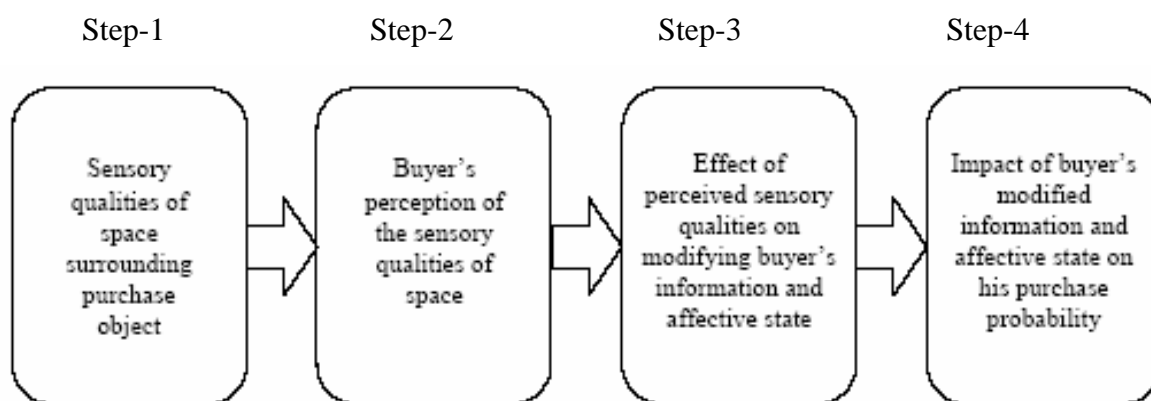 Step-1
Step-2
Step-3
Step-4
Sensory
qualities of
space
surrounding
purchase
object
Buyer's
perception of
the sensory
qualities of
space
Effect of
perceived sensory
qualities on
modifying buyer's
information and
affective state
Impact of buyer's
modified
information and
affective state on
his purchase
probability